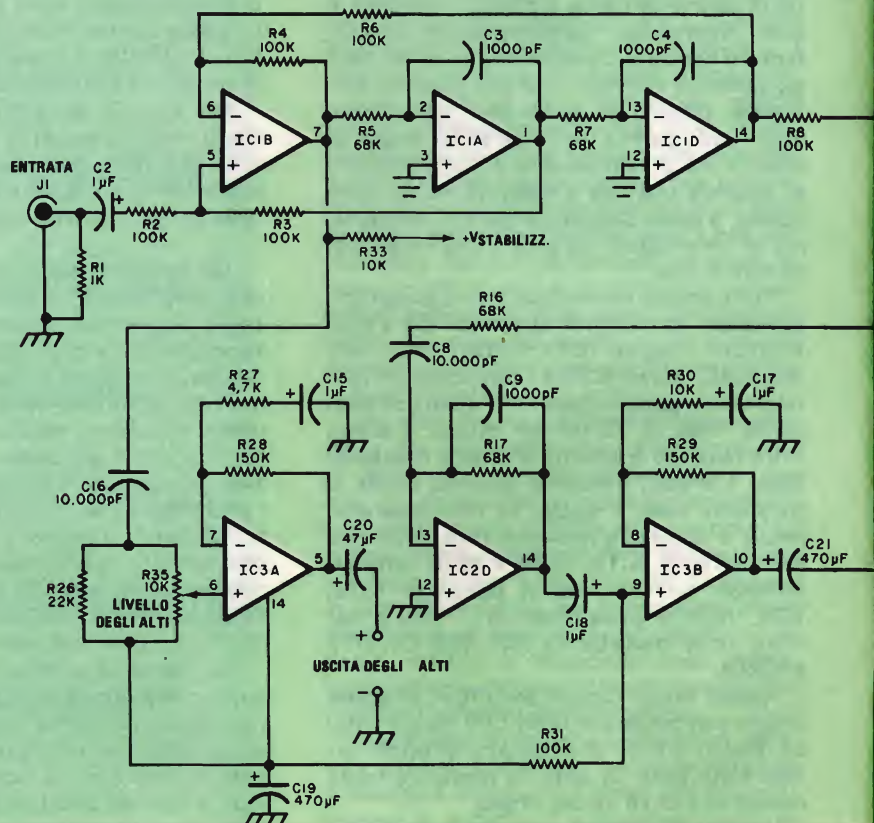 R6
100K
R4
100K
C3
1000pF
C4
1000pF
6
−
IC1B
7
5
+
R5
68K
2
−
IC1A
1
3
+
R7
68K
13
−
IC1D
14
12
+
R8
100K
ENTRATA
J1
C2
1µF
+
R2
100K
R3
100K
R1
1K
R33
10K
+VSTABILIZZ.
R16
68K
C8
10.000pF
R27
4,7K
+
C15
1µF
R28
150K
C9
1000pF
R17
68K
R30
10K
+
C17
1µF
R29
150K
C16
10.000pF
7
−
IC3A
5
6
+
14
C20
47µF
+
13
−
IC2D
14
12
+
8
−
IC3B
10
9
+
+
C21
470µF
R26
22K
R35
10K
LIVELLO
DEGLI ALTI
C18
1µF
+
+
USCITA DEGLI ALTI
−
R31
100K
+
C19
470µF